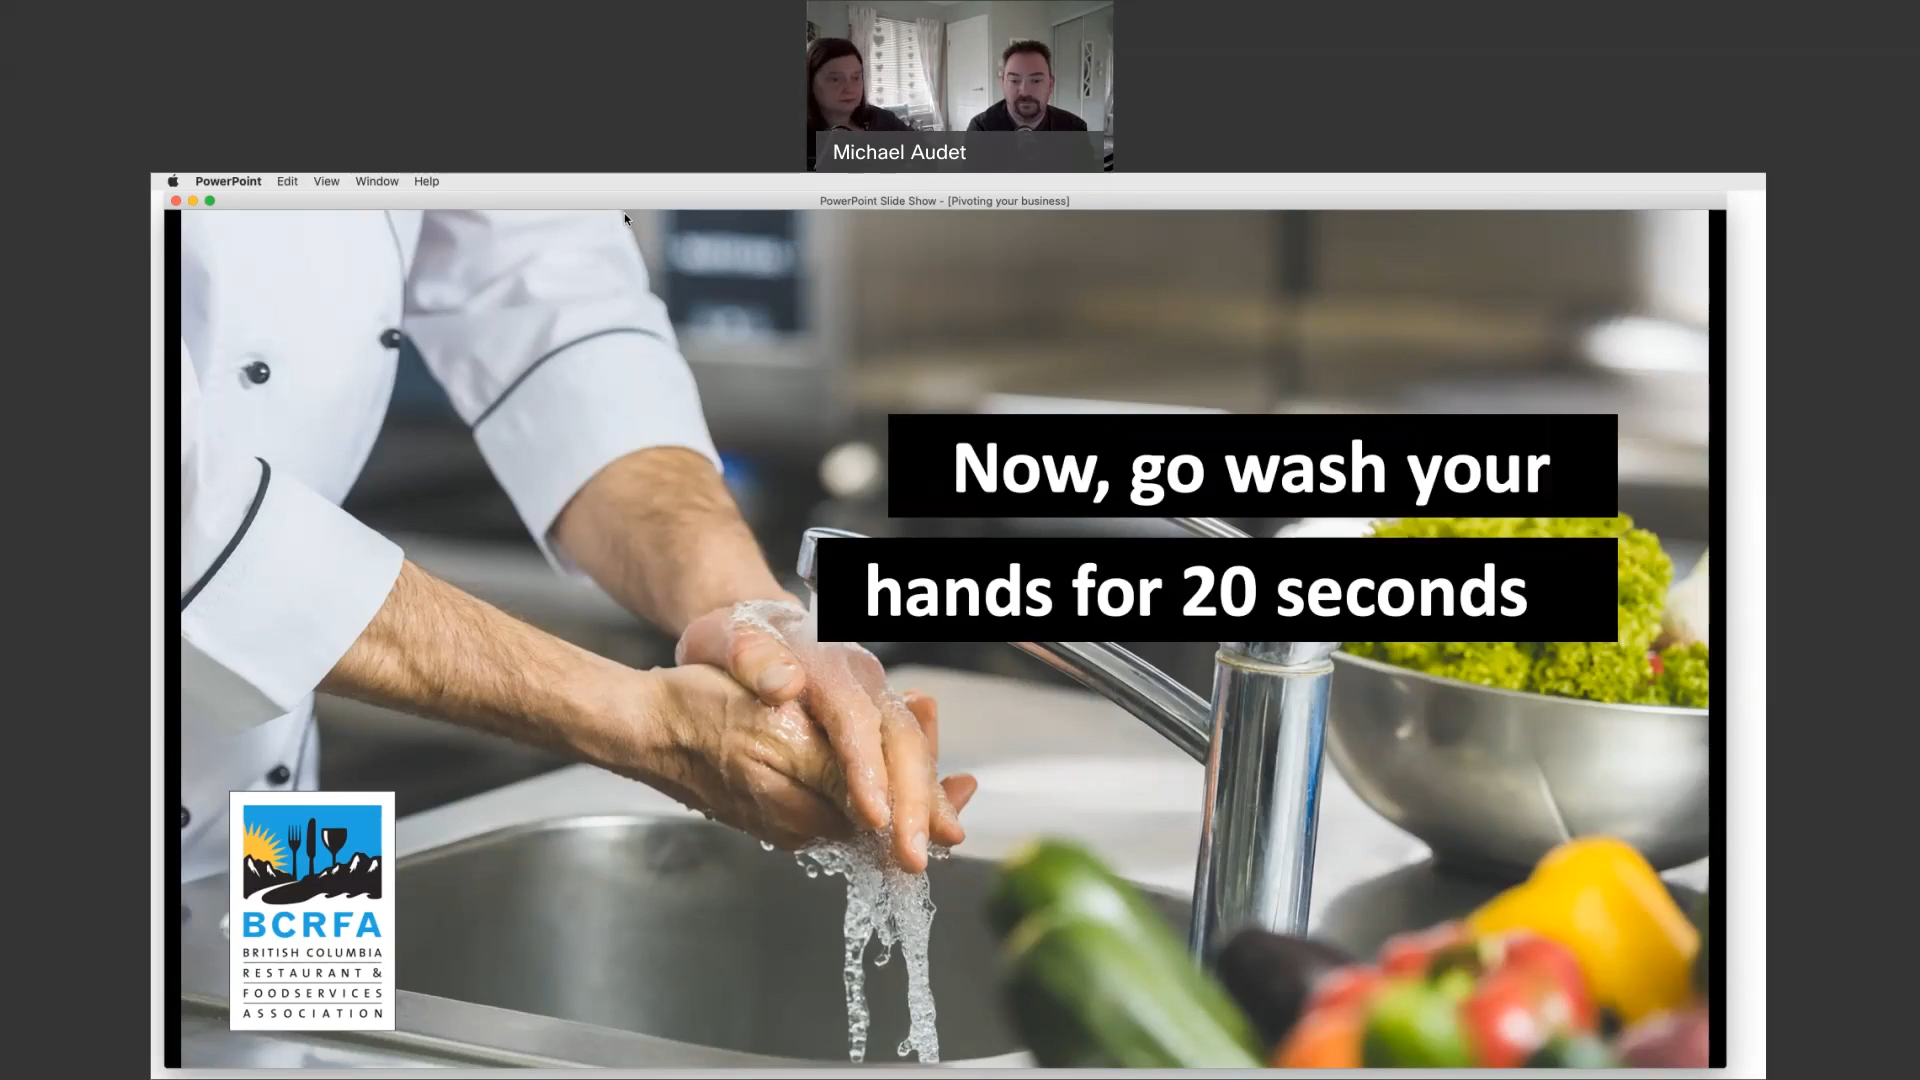 Michael Audet
PowerPoint Edit View Window Help
PowerPoint Slide Show - [Pivoting your business]
Now, go wash your
hands for 20 seconds
BCRFA
BRITISH COLUMBIA
RESTAURANT &
FOODSERVICES
ASSOCIATION